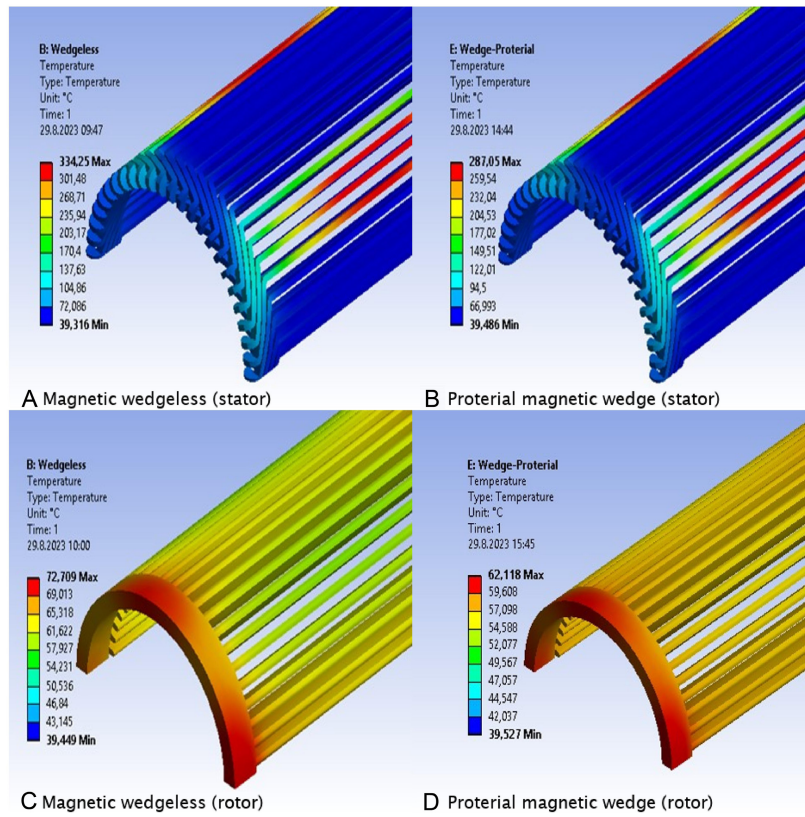 B: Wedgeless
Temperature
Type: Temperature
Unit: °C
Time: 1
29.8.2023 09:47
334,25 Max
301,48
268,71
235,94
203,17
170,4
137,63
104,86
72,086
39,316 Min
A Magnetic wedgeless (stator)
E: Wedge-Proterial
Temperature
Type: Temperature
Unit: °C
Time: 1
29.8.2023 14:44
287,05 Max
259,54
232,04
204,53
177,02
149,51
122,01
94,5
66,993
39,486 Min
B Proterial magnetic wedge (stator)
B: Wedgeless
Temperature
Type: Temperature
Unit: °C
Time: 1
29.8.2023 10:00
72,709 Max
69,013
65,318
61,622
57,927
54,231
50,536
46,84
43,145
39,449 Min
C Magnetic wedgeless (rotor)
E: Wedge-Proterial
Temperature
Type: Temperature
Unit: °C
Time: 1
29.8.2023 15:45
62,118 Max
59,608
57,098
54,588
52,077
49,567
47,057
44,547
42,037
39,527 Min
D Proterial magnetic wedge (rotor)